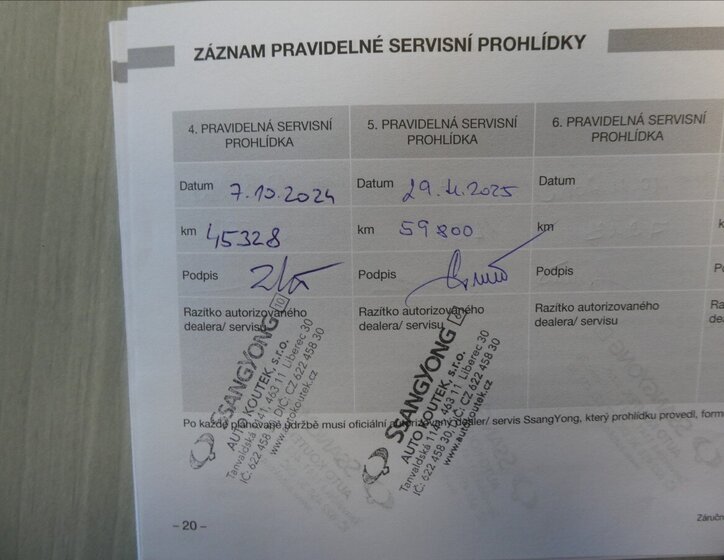 ZÁZNAM PRAVIDELNÉ SERVISNÍ PROHLÍDKY
4. PRAVIDELNÁ SERVISNÍ
PROHLÍDKA
Datum 7.10.2024
km 45328
Podpis
Razítko autorizovaného
dealera/ servisu
SSANGYONG 10
AUTO KOUTEK, s.r.o.
Tanvaldská 1141, 463 11 Liberec 30
IČ: 622 458 30, DIČ: CZ 622 458 30
www.autokoutek.cz
5. PRAVIDELNÁ SERVISNÍ
PROHLÍDKA
Datum 29.11.2025
km 59800
Podpis
Razítko autorizovaného
dealera/ servisu
SSANGYONG
AUTO KOUTEK, s.r.o.
Tanvaldská 1141, 463 11 Liberec 30
IČ: 622 458 30, DIČ: CZ 622 458 30
www.autokoutek.cz
6. PRAVIDELNÁ SERVISNÍ
PROHLÍDKA
Datum
km
Podpis
Razítko autorizovaného
dealera/ servisu
Po každé plánované údržbě musí oficiální autorizovaný dealer/ servis SsangYong, který prohlídku provedl, form
– 20 –
Záručn